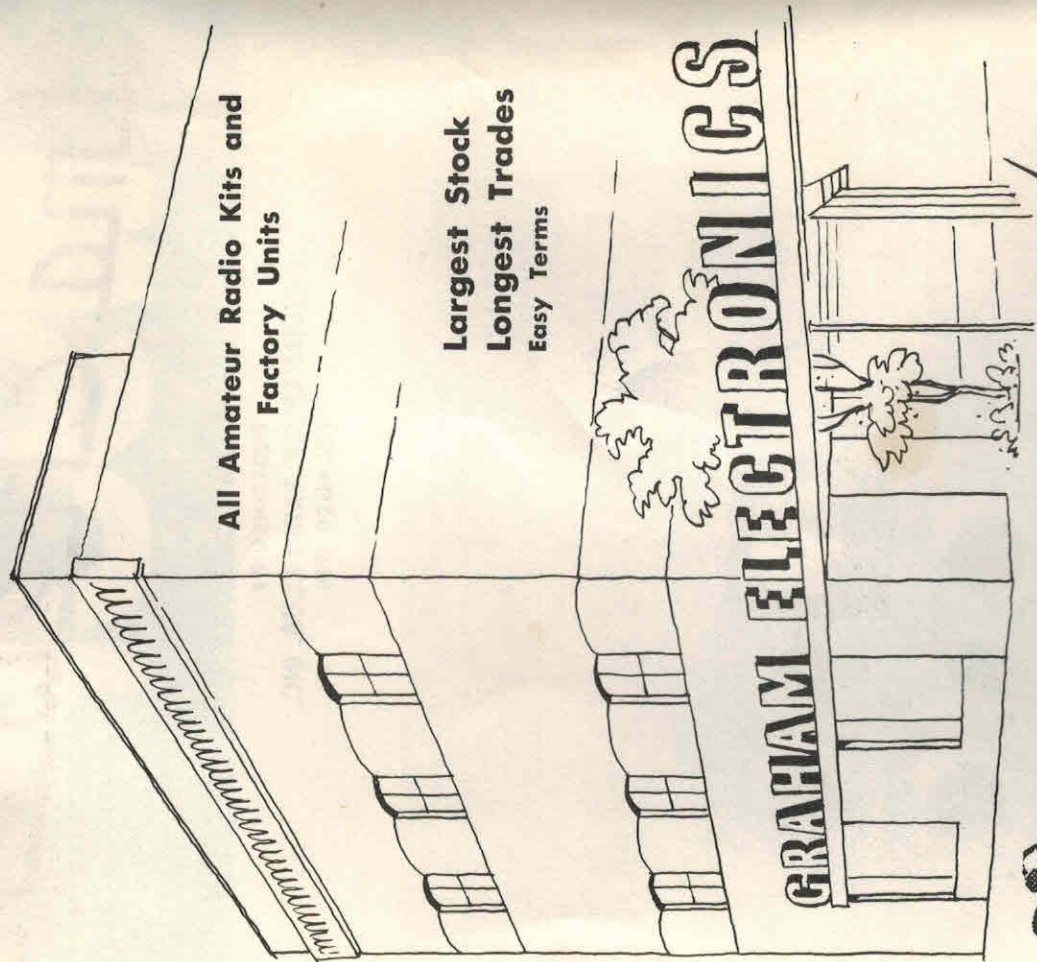 All Amateur Radio Kits and
Factory Units
Largest Stock
Longest Trades
Easy Terms
GRAHAM ELECTRONICS